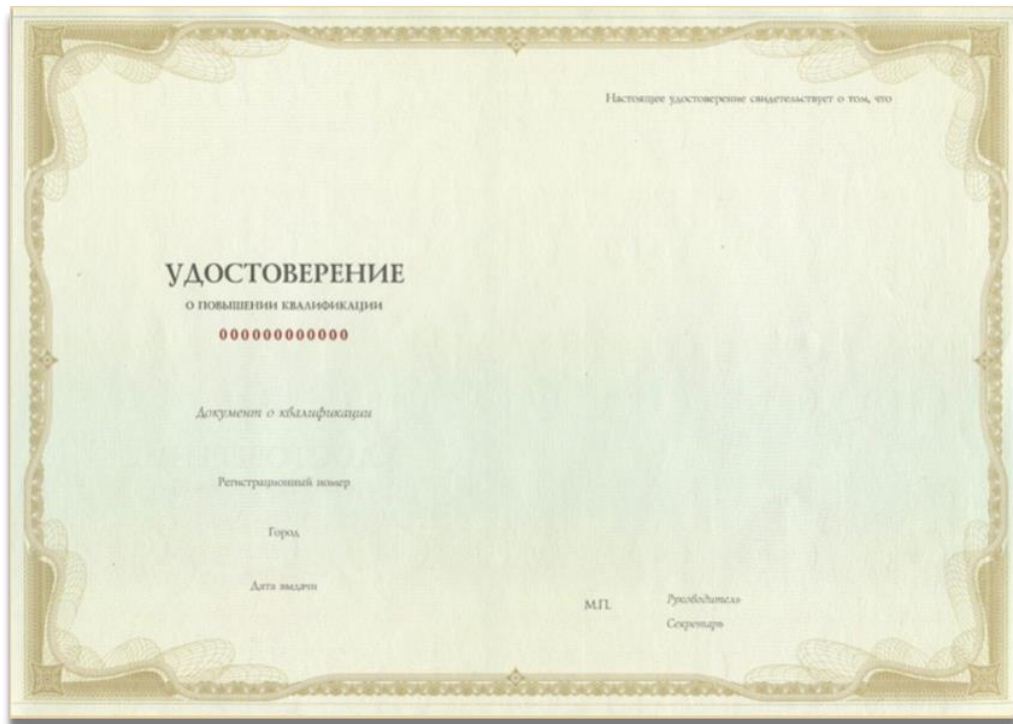 УДОСТОВЕРЕНИЕ
О ПОВЫШЕНИИ КВАЛИФИКАЦИИ
000000000000
Документ о квалификации
Регистрационный номер
Город
Дата выдачи
Настоящее удостоверение свидетельствует о том, что
М.П.
Руководитель
Секретарь